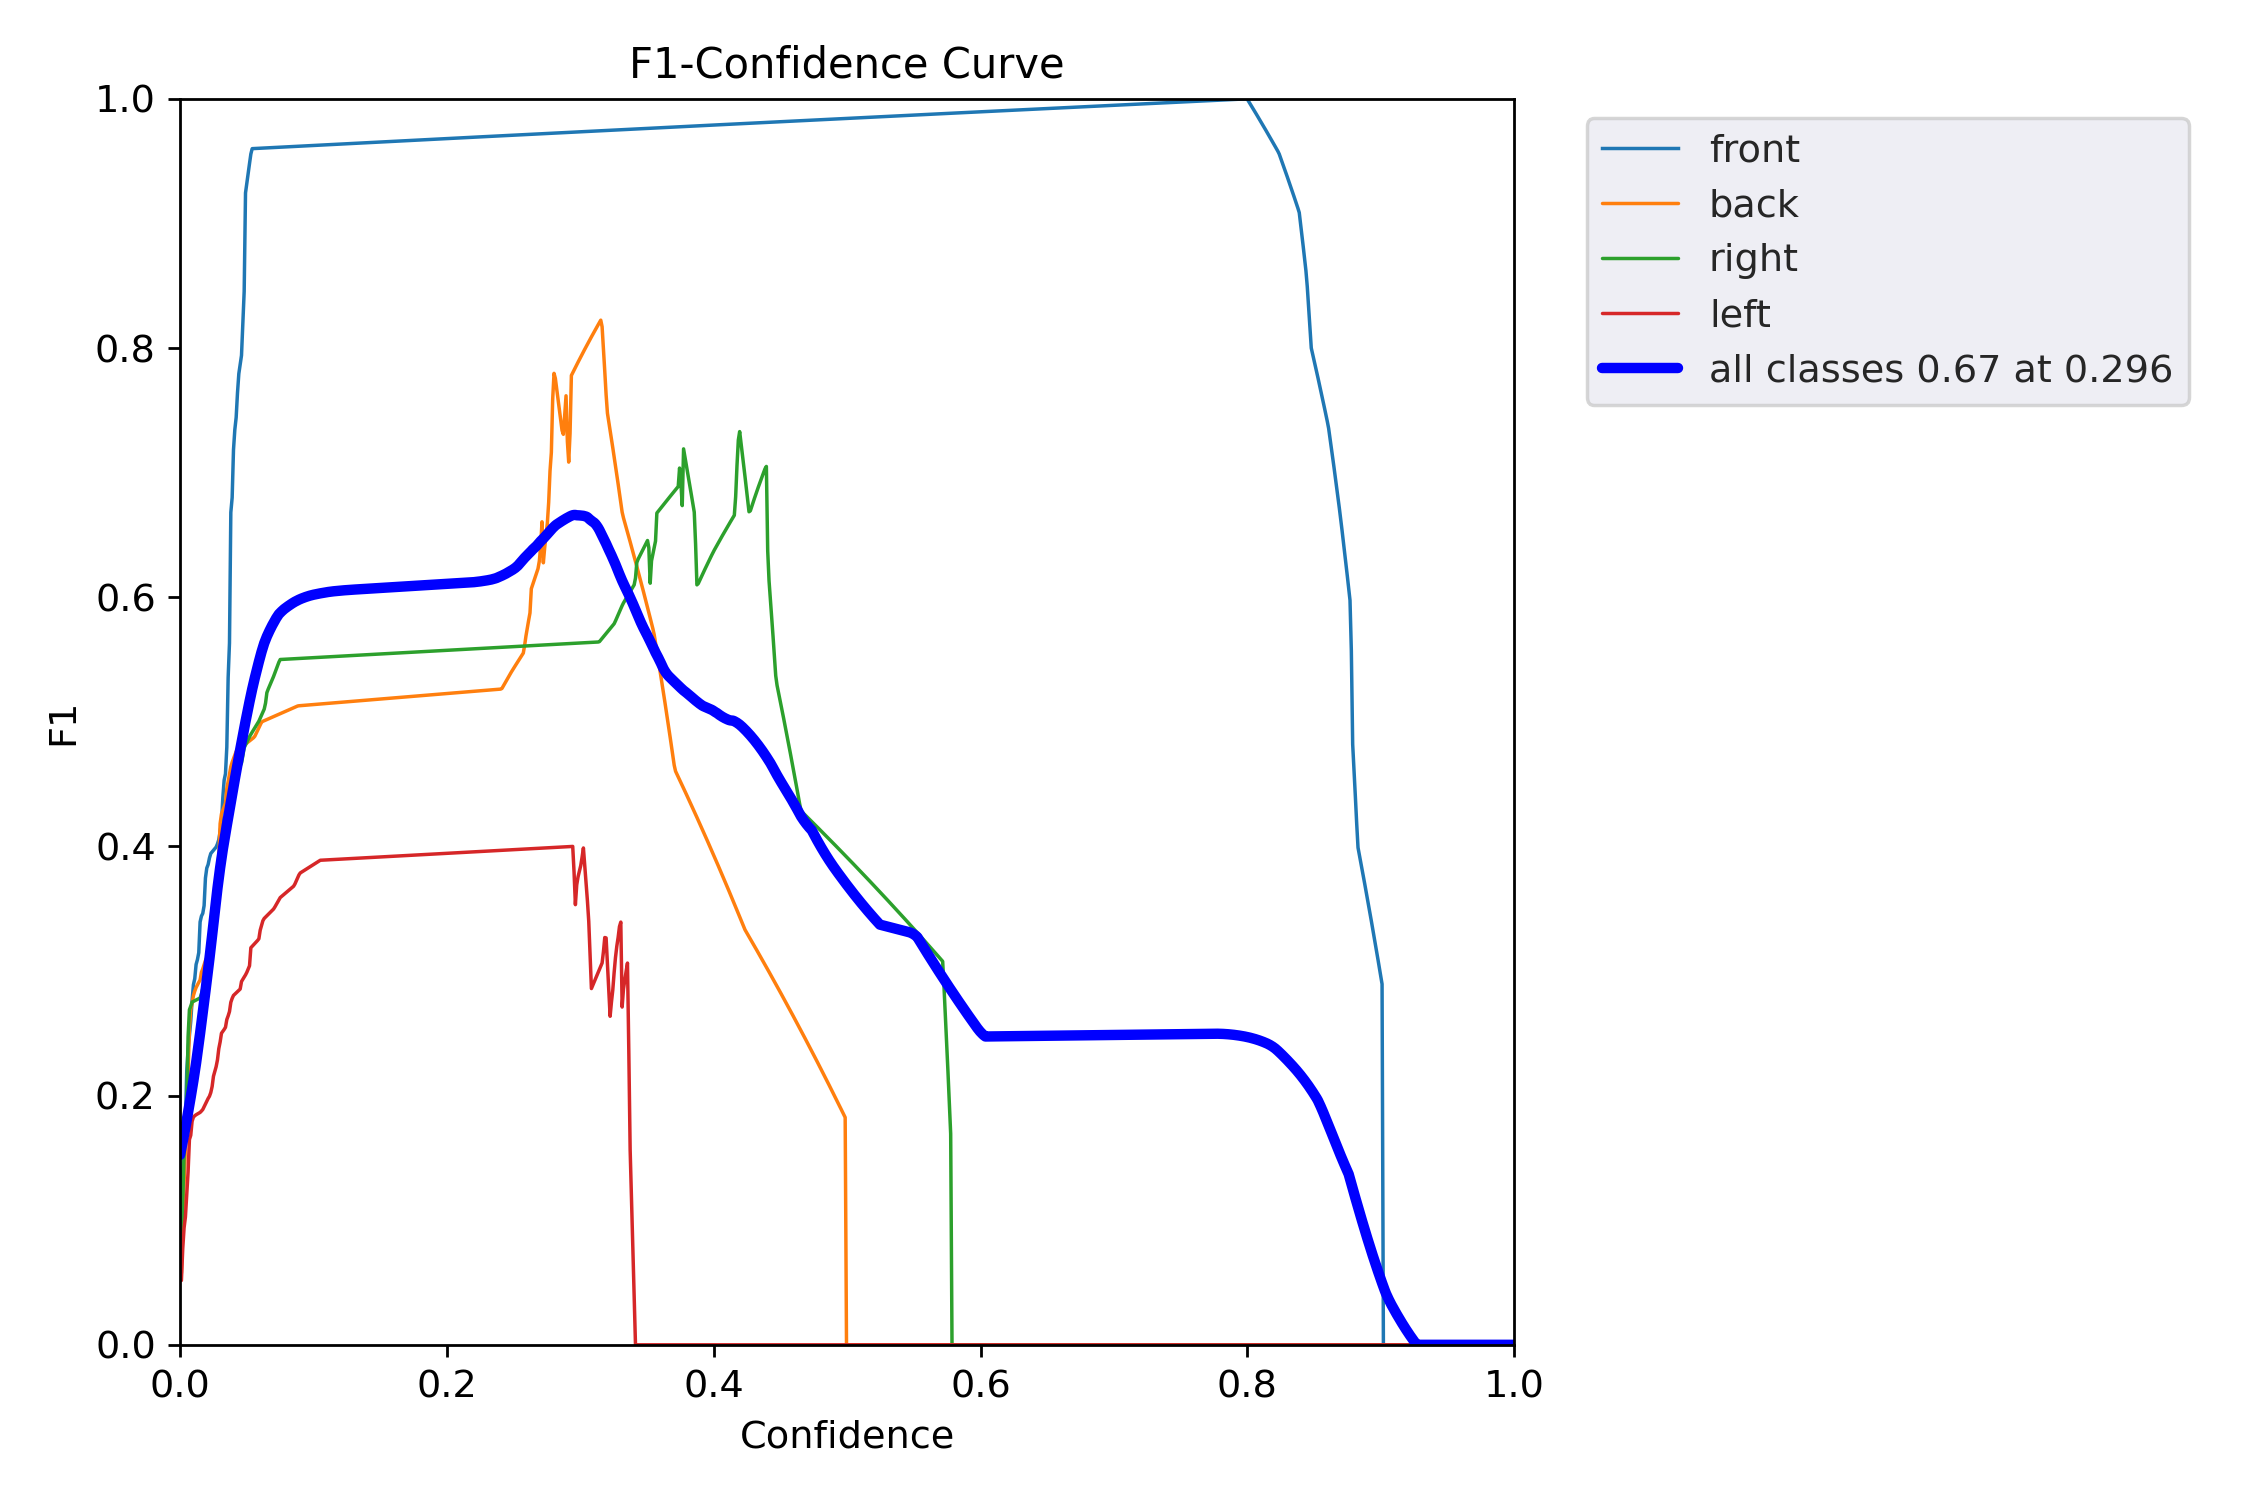 F1-Confidence Curve
1.0
0.8
0.6
0.4
0.2
0.0
F1
0.0 0.2 0.4 0.6 0.8 1.0
Confidence
front
back
right
left
all classes 0.67 at 0.296